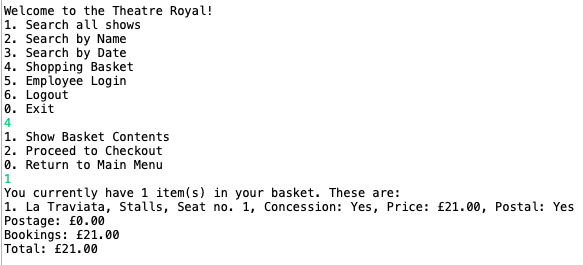 Welcome to the Theatre Royal!
1. Search all shows
2. Search by Name
3. Search by Date
4. Shopping Basket
5. Employee Login
6. Logout
0. Exit
4
1. Show Basket Contents
2. Proceed to Checkout
0. Return to Main Menu
1
You currently have 1 item(s) in your basket. These are:
1. La Traviata, Stalls, Seat no. 1, Concession: Yes, Price: £21.00, Postal: Yes
Postage: £0.00
Bookings: £21.00
Total: £21.00